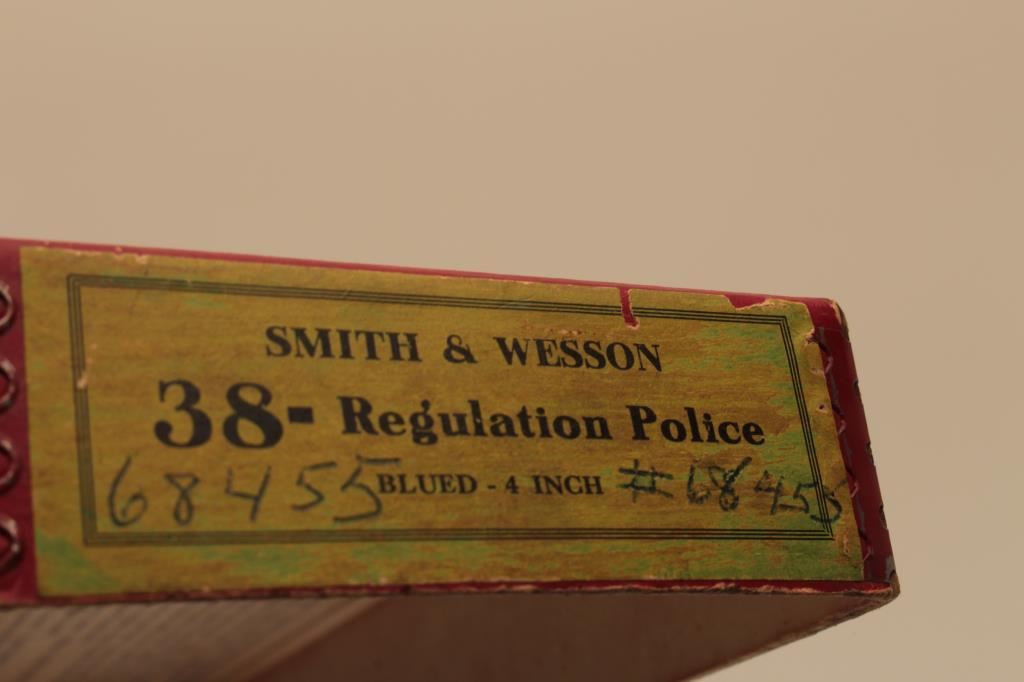 SMITH & WESSON
38- Regulation Police
68455 BLUED - 4 INCH # 68455